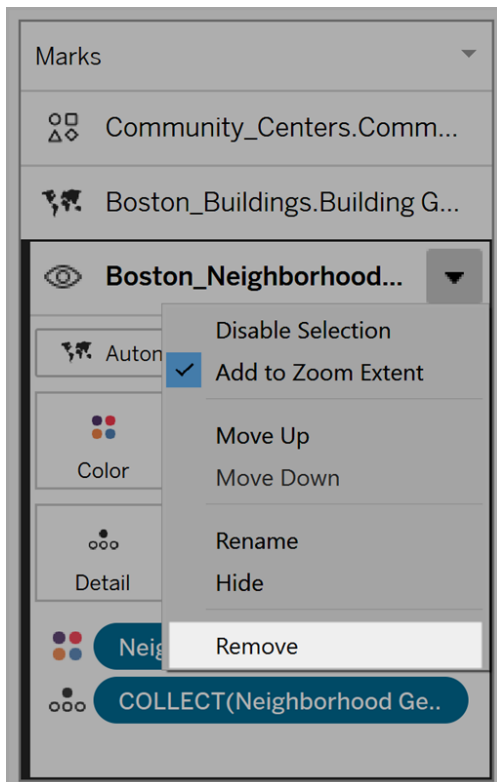 Marks
Community_Centers.Comm...
Boston_Buildings.Building G...
Boston_Neighborhood...
Disable Selection
Autom
Add to Zoom Extent
Move Up
Color
Move Down
Rename
Detail
Hide
Remove
Neig
COLLECT(Neighborhood Ge..